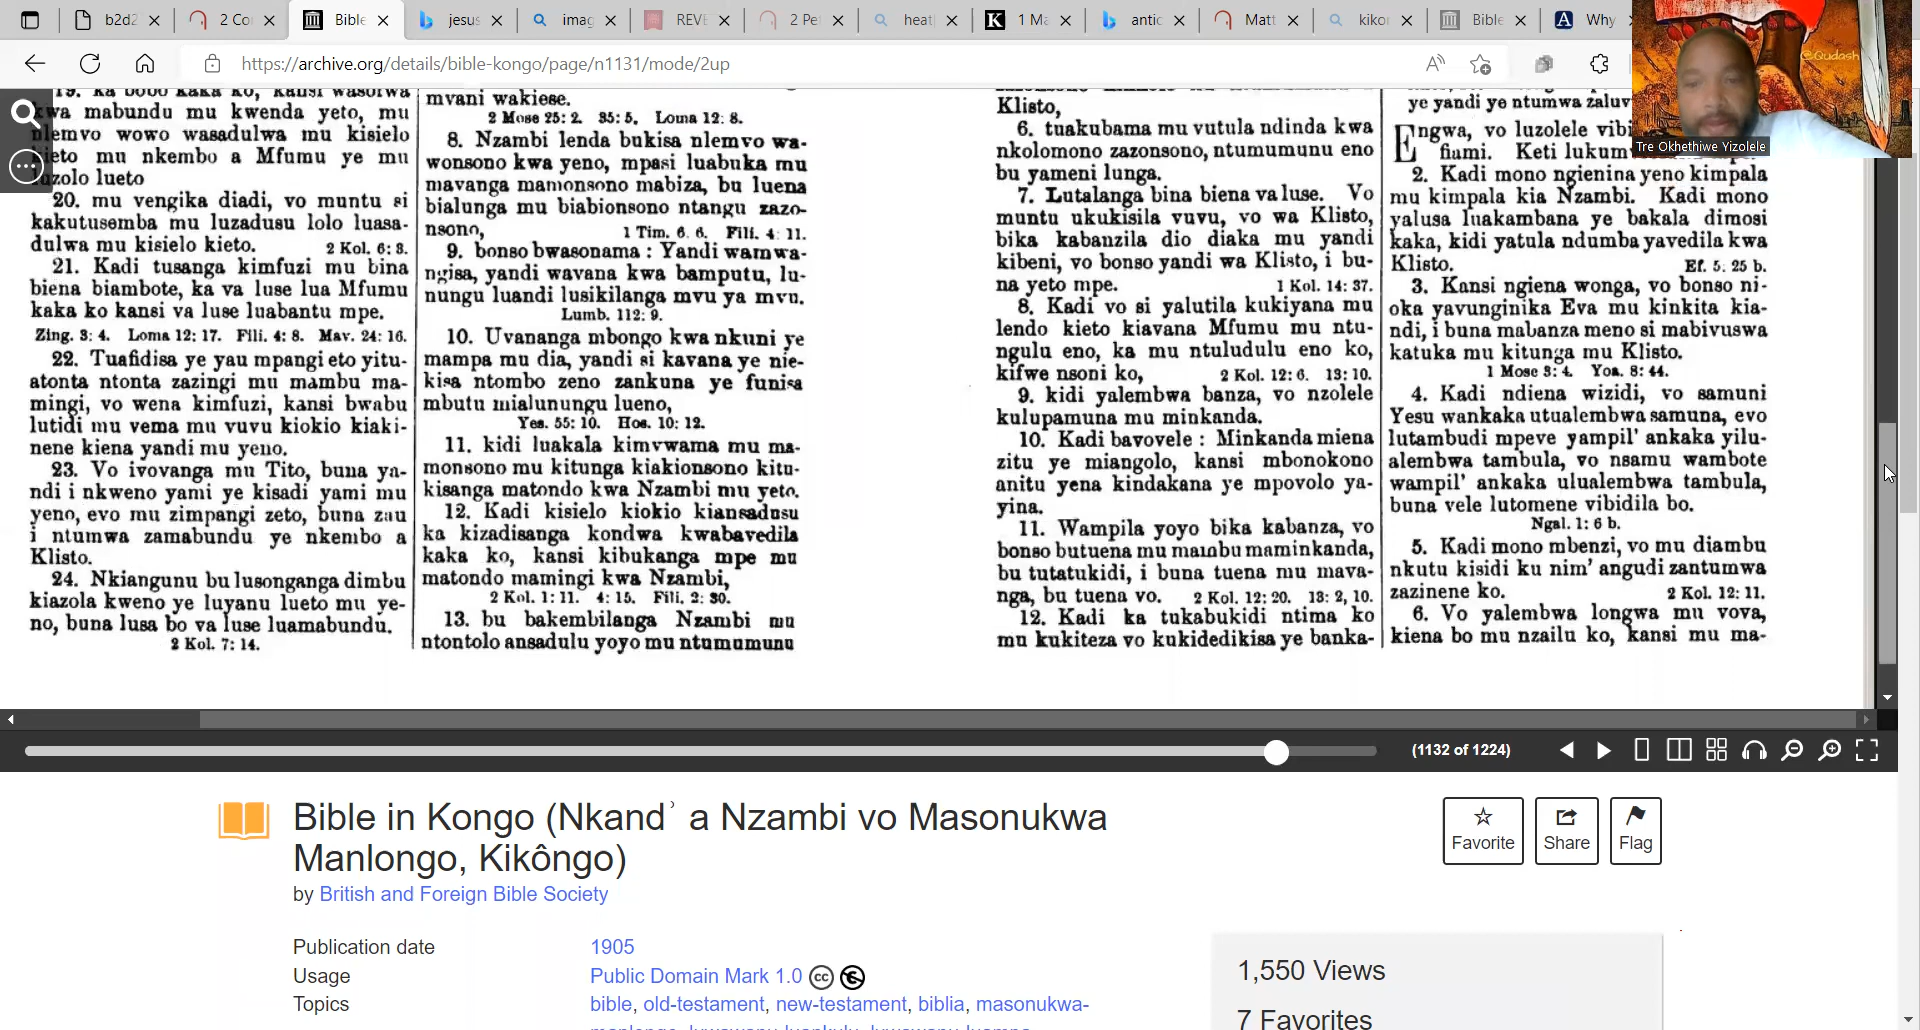 b2d2
2 Co
Bible
jesus
imag
REVE
2 Pe
heat
1 Ma
antic
Matt
kiko
Bible
Why
https://archive.org/details/bible-kongo/page/n1131/mode/2up
@Qudash
Tre Okhethiwe Yizolele
kwa mabundu mu kwenda yeto, mu
nlemvo wowo wasadulwa mu kisielo
kieto mu nkembo a Mfumu ye mu
luzolo lueto
20. mu vengika diadi, vo muntu si
kakutusemba mu luzadusu lolo luasa-
dulwa mu kisielo kieto. 2 Kol. 6: 3.
21. Kadi tusanga kimfuzi mu bina
biena biambote, ka va luse lua Mfumu
kaka ko kansi va luse luabantu mpe.
Zing. 3: 4. Loma 12: 17. Fili. 4: 8. Mav. 24: 16.
22. Tuafidisa ye yau mpangi eto yitu-
atonta ntonta zazingi mu mambu ma-
mingi, vo wena kimfuzi, kansi bwabu
lutidi mu vema mu vuvu kiokio kiaki-
nene kiena yandi mu yeno.
23. Vo ivovanga mu Tito, buna ya-
ndi i nkweno yami ye kisadi yami mu
yeno, evo mu zimpangi zeto, buna zau
i ntumwa zamabundu ye nkembo a
Klisto.
24. Nkiangunu bu lusonganga dimbu
kiazola kweno ye luyanu lueto mu ye-
no, buna lusa bo va luse luamabundu.
2 Kol. 7: 14.
mvani wakiese.
2 Mose 25: 2. 35: 5. Loma 12: 8.
8. Nzambi lenda bukisa nlemvo wa-
wonsono kwa yeno, mpasi luabuka mu
mavanga mamonsono mabiza, bu luena
bialunga mu biabionsono ntangu zazo-
nsono, 1 Tim. 6. 6. Fili. 4: 11.
9. bonso bwasonama : Yandi wamwa-
ngisa, yandi wavana kwa bamputu, lu-
nungu luandi lusikilanga mvu ya mvu.
Lumb. 112: 9.
10. Uvananga mbongo kwa nkuni ye
mampa mu dia, yandi si kavana ye nie-
kisa ntombo zeno zankuna ye funisa
mbutu mialunungu lueno,
Yes. 55: 10. Hos. 10: 12.
11. kidi luakala kimvwama mu ma-
monsono mu kitunga kiakionsono kitu-
kisanga matondo kwa Nzambi mu yeto.
12. Kadi kisielo kiokio kiansadusu
ka kizadisanga kondwa kwabavedila
kaka ko, kansi kibukanga mpe mu
matondo mamingi kwa Nzambi,
2 Kol. 1: 11. 4: 15. Fili. 2: 30.
13. bu bakembilanga Nzambi mu
ntontolo ansadulu yoyo mu ntumumunu
Klisto,
6. tuakubama mu vutula ndinda kwa
nkolomono zazonsono, ntumumunu eno
bu yameni lunga.
7. Lutalanga bina biena va luse. Vo
muntu ukukisila vuvu, vo wa Klisto,
bika kabanzila dio diaka mu yandi
kibeni, vo bonso yandi wa Klisto, i bu-
na yeto mpe. 1 Kol. 14: 37.
8. Kadi vo si yalutila kukiyana mu
lendo kieto kiavana Mfumu mu ntu-
ngulu eno, ka mu ntuludulu eno ko,
kifwe nsoni ko, 2 Kol. 12: 6. 13: 10.
9. kidi yalembwa banza, vo nzolele
kulupamuna mu minkanda.
10. Kadi bavovele : Minkanda miena
zitu ye miangolo, kansi mbonokono
anitu yena kindakana ye mpovolo ya-
yina.
11. Wampila yoyo bika kabanza, vo
bonso butuena mu mambu maminkanda,
bu tutatukidi, i buna tuena mu mava-
nga, bu tuena vo. 2 Kol. 12: 20. 13: 2, 10.
12. Kadi ka tukabukidi ntima ko
mu kukiteza vo kukidedikisa ye banka-
ye yandi ye ntumwa
Engwa, vo luzolele
fiami. Keti
2. Kadi mono ngienina yeno kimpala
mu kimpala kia Nzambi. Kadi mono
yalusa luakambana ye bakala dimosi
kaka, kidi yatula ndumba yavedila kwa
Klisto. Ef. 5: 25 b.
3. Kansi ngiena wonga, vo bonso ni-
oka yavunginika Eva mu kinkita kia-
ndi, i buna mabanza meno si mabivuswa
katuka mu kitunga mu Klisto.
1 Mose 3: 4. Yoa. 8: 44.
4. Kadi ndiena wizidi, vo samuni
Yesu wankaka utualembwa samuna, evo
lutambudi mpeve yampil' ankaka yilu-
alembwa tambula, vo nsamu wambote
wampil' ankaka ulualembwa tambula,
buna vele lutomene vibidila bo.
Ngal. 1: 6 b.
5. Kadi mono mbenzi, vo mu diambu
nkutu kisidi ku nim' angudi zantumwa
zazinene ko. 2 Kol. 12: 11.
6. Vo yalembwa longwa mu vova,
kiena bo mu nzailu ko, kansi mu ma-
(1132 of 1224)
Bible in Kongo (Nkandʾ a Nzambi vo Masonukwa
Manlongo, Kikôngo)
by British and Foreign Bible Society
Favorite
Share
Flag
Publication date 1905
Usage Public Domain Mark 1.0
Topics bible, old-testament, new-testament, biblia, masonukwa-
1,550 Views
7 Favorites